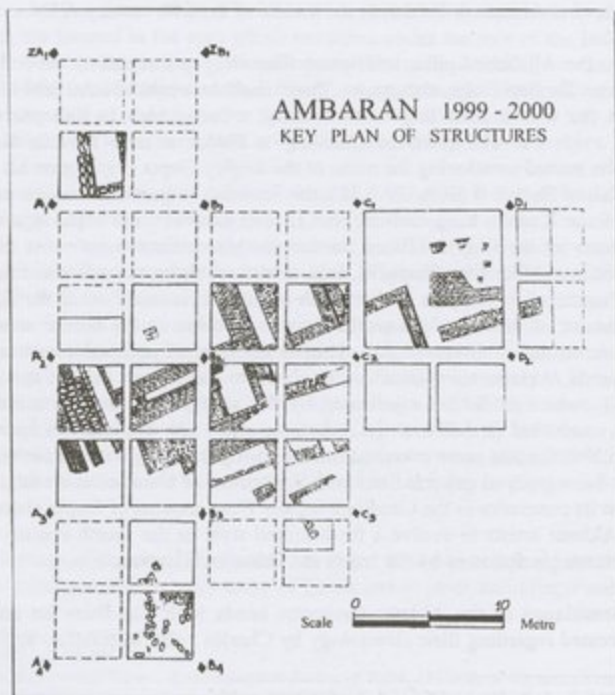 ZA1 ZB1
AMBARAN 1999-2000
KEY PLAN OF STRUCTURES
A1 B1 C1 D1
A2 C2 D2
A3 B3 C3
Scale 0 10 Metre
A4 B4